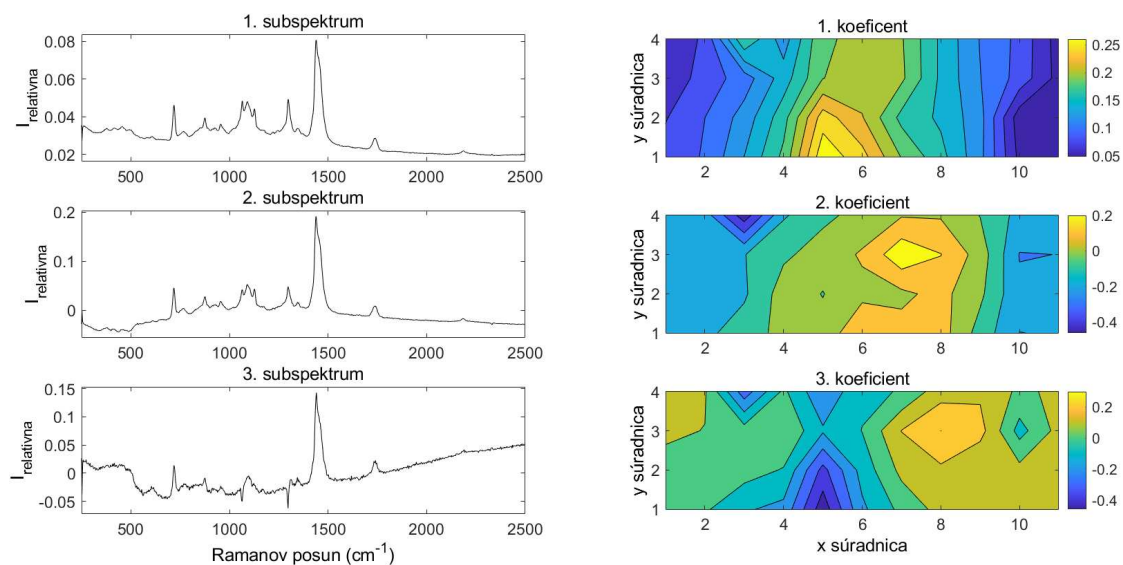 1. subspektrum
0.08
0.06
0.04
0.02
I relativna
500 1000 1500 2000 2500
2. subspektrum
0.2
0.1
0
I relativna
500 1000 1500 2000 2500
3. subspektrum
0.15
0.1
0.05
0
-0.05
I relativna
500 1000 1500 2000 2500
Ramanov posun (cm-1)
1. koeficent
4
3
2
1
y súradnica
2 4 6 8 10
0.25
0.2
0.15
0.1
0.05
2. koeficient
4
3
2
1
y súradnica
2 4 6 8 10
0.2
0
-0.2
-0.4
3. koeficient
4
3
2
1
y súradnica
2 4 6 8 10
x súradnica
0.2
0
-0.2
-0.4